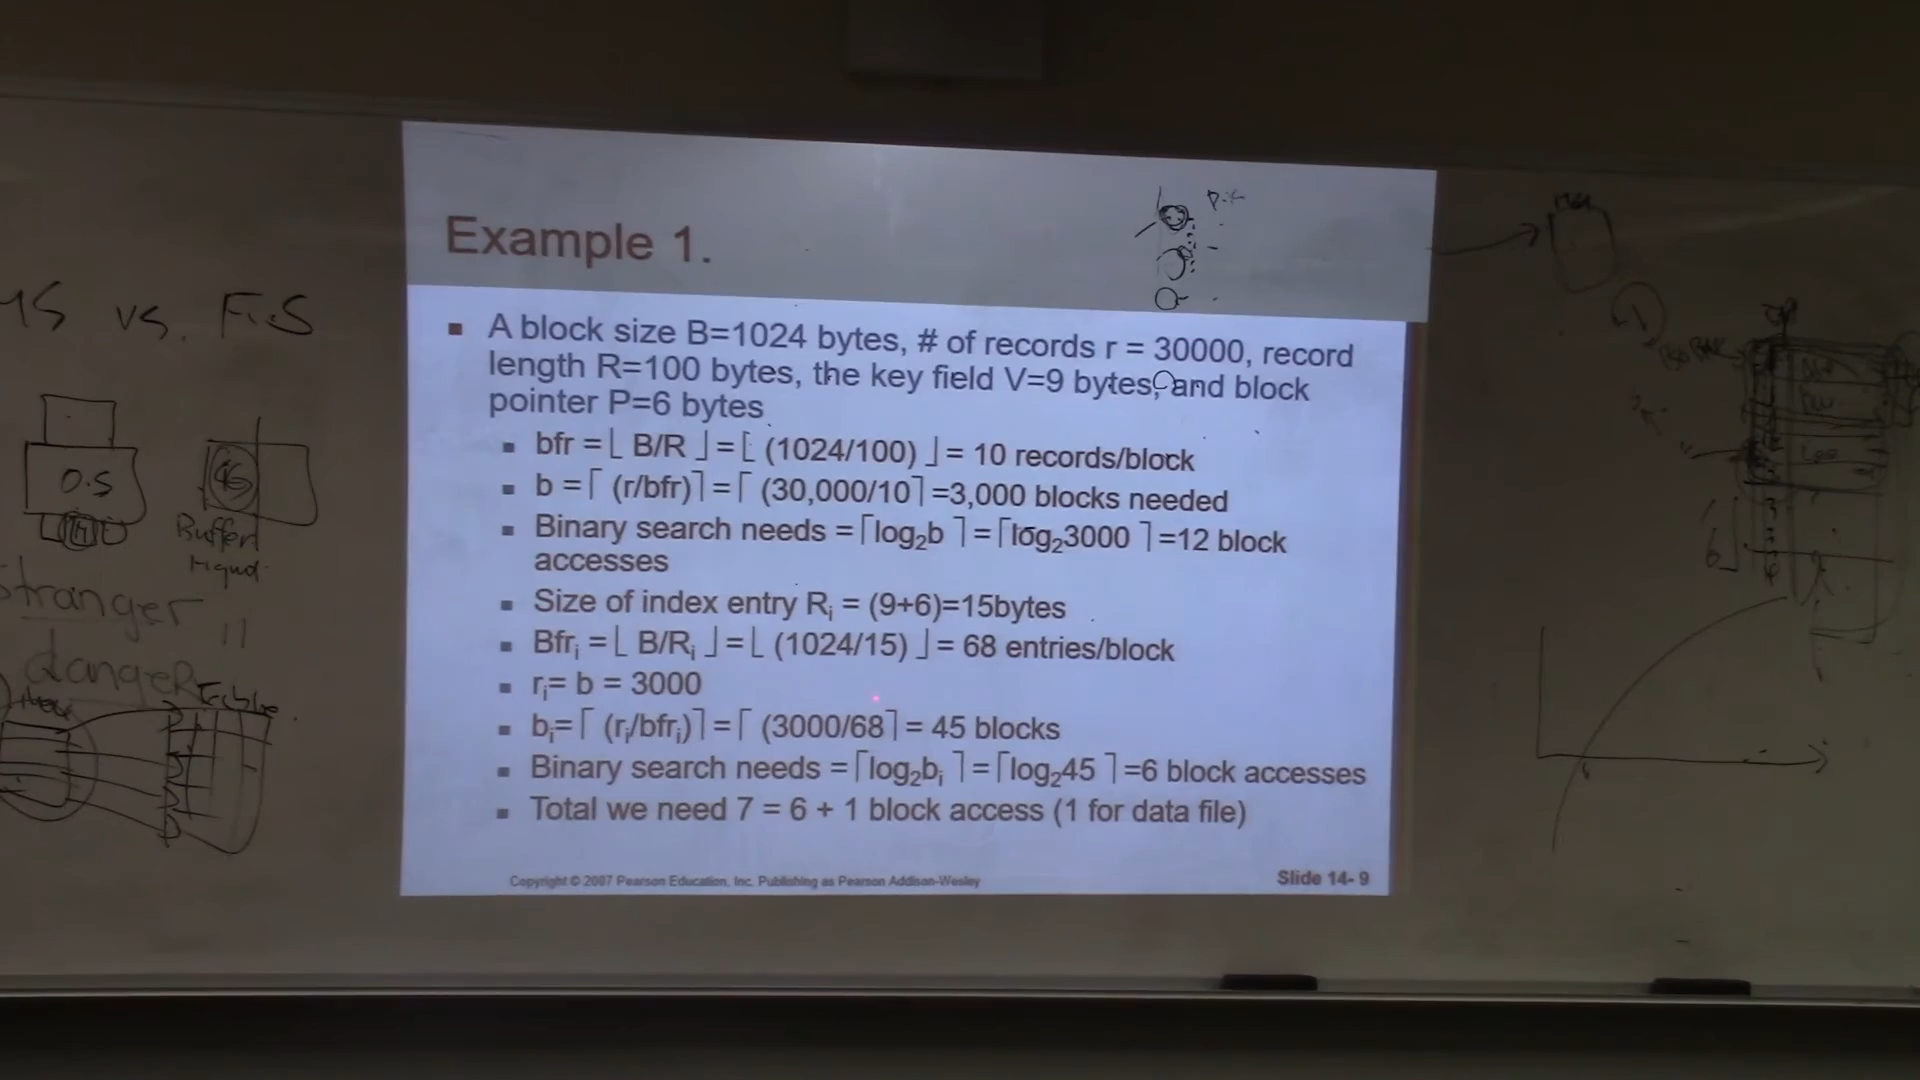 Example 1.
A block size B=1024 bytes, # of records r = 30000, record
length R=100 bytes, the key field V=9 bytes, and block
pointer P=6 bytes
bfr =⌊ B/R ⌋=⌊ (1024/100) ⌋= 10 records/block
b =⌈ (r/bfr)⌉=⌈ (30,000/10⌉=3,000 blocks needed
Binary search needs =⌈log₂b ⌉=⌈log₂3000 ⌉=12 block
accesses
Size of index entry Rᵢ = (9+6)=15bytes
Bfrᵢ =⌊ B/Rᵢ ⌋=⌊ (1024/15) ⌋= 68 entries/block
rᵢ= b = 3000
bᵢ=⌈ (rᵢ/bfrᵢ)⌉=⌈ (3000/68⌉= 45 blocks
Binary search needs =⌈log₂bᵢ ⌉=⌈log₂45 ⌉=6 block accesses
Total we need 7 = 6 + 1 block access (1 for data file)
Copyright © 2007 Pearson Education, Inc. Publishing as Pearson Addison-Wesley
Slide 14- 9
vs. F.S
O.S
Buffer
Stranger
danger
Table